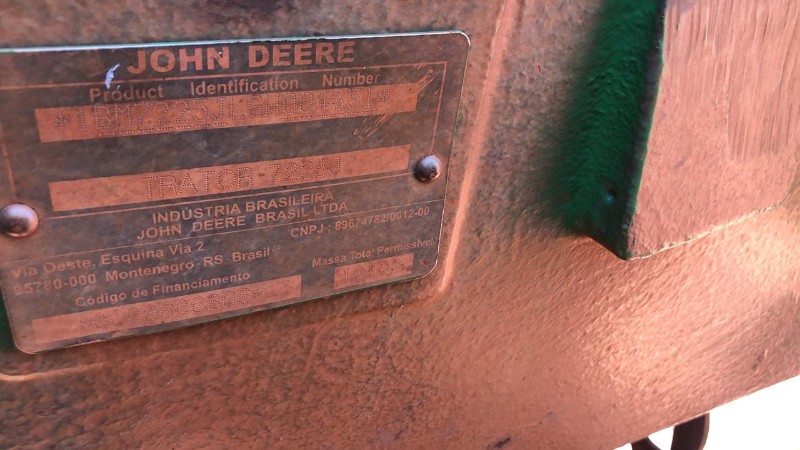 JOHN DEERE
Product Identification Number
TRATOR
INDÚSTRIA BRASILEIRA
JOHN DEERE BRASIL LTDA
CNPJ : 89674782/0012-00
Via Oeste, Esquina Via 2
95780-000 Montenegro RS Brasil
Massa Total Permissível
Código de Financiamento